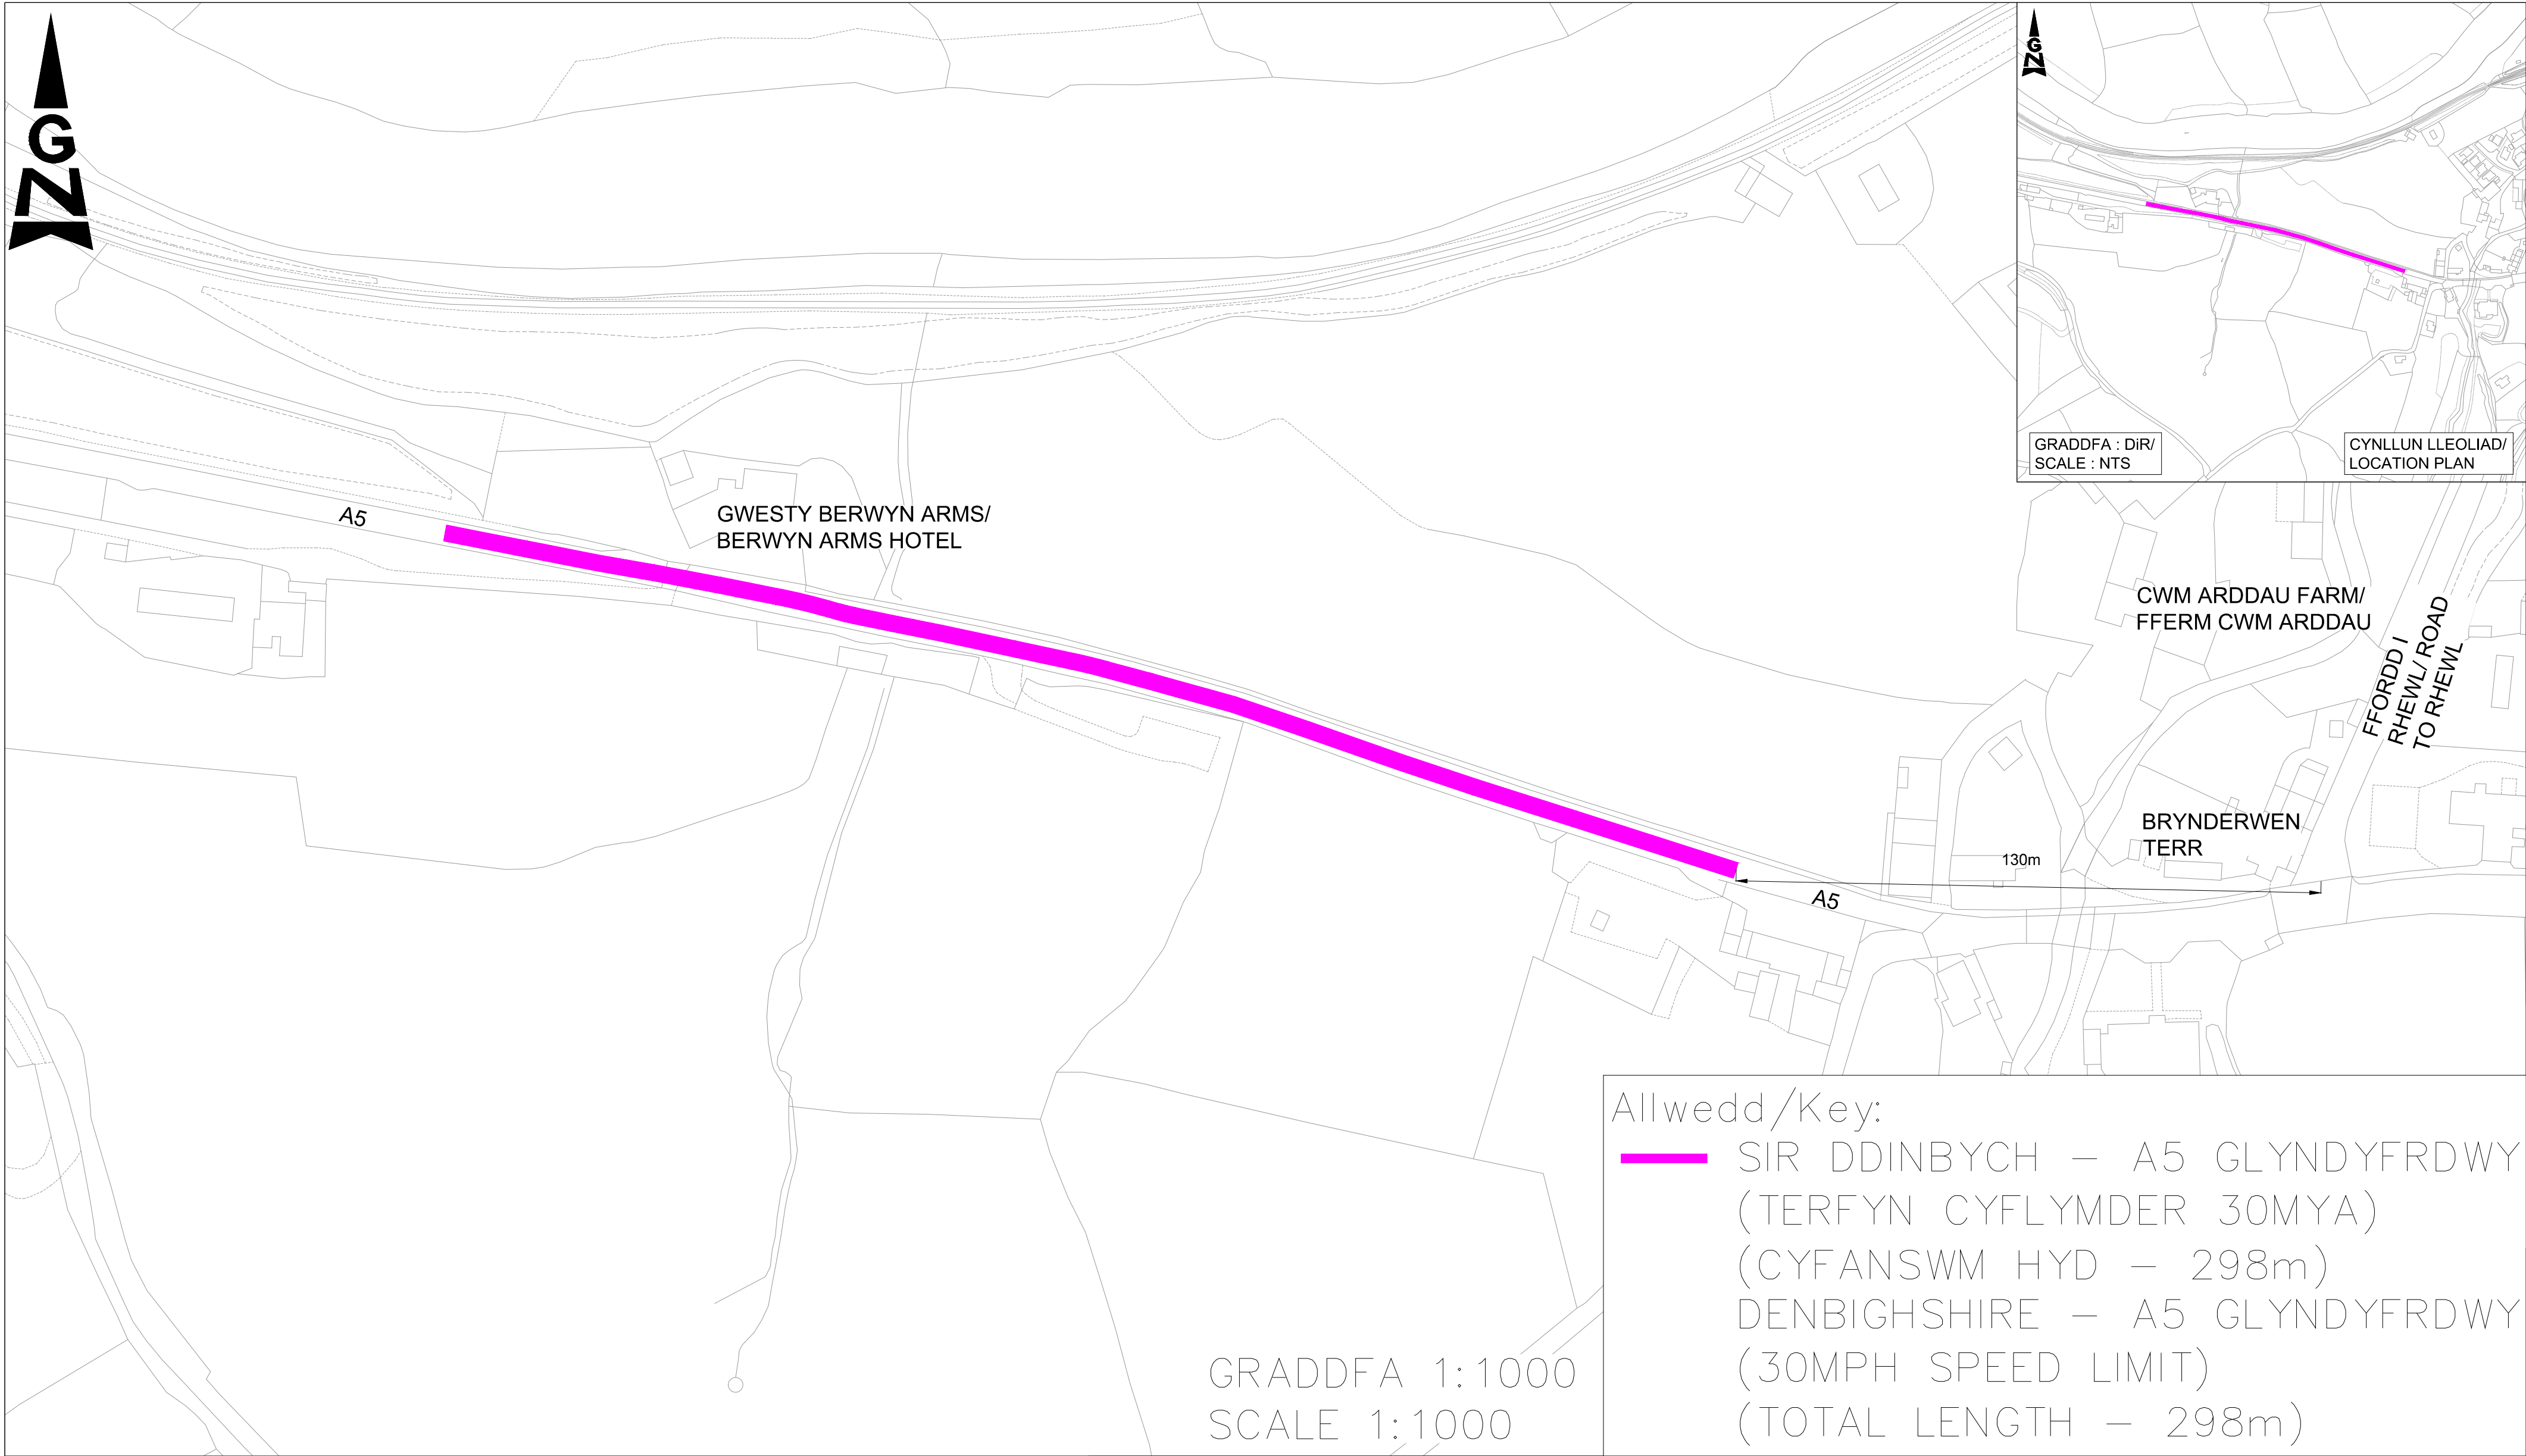 G
N
G
N
GRADDFA : DiR/
SCALE : NTS
CYNLLUN LLEOLIAD/
LOCATION PLAN
A5
GWESTY BERWYN ARMS/
BERWYN ARMS HOTEL
CWM ARDDAU FARM/
FFERM CWM ARDDAU
FFORDD I
RHEWL/ ROAD
TO RHEWL
BRYNDERWEN
TERR
130m
A5
Allwedd/Key:
SIR DDINBYCH - A5 GLYNDYFRDWY
(TERFYN CYFLYMDER 30MYA)
(CYFANSWM HYD - 298m)
DENBIGHSHIRE - A5 GLYNDYFRDWY
(30MPH SPEED LIMIT)
(TOTAL LENGTH - 298m)
GRADDFA 1:1000
SCALE 1:1000